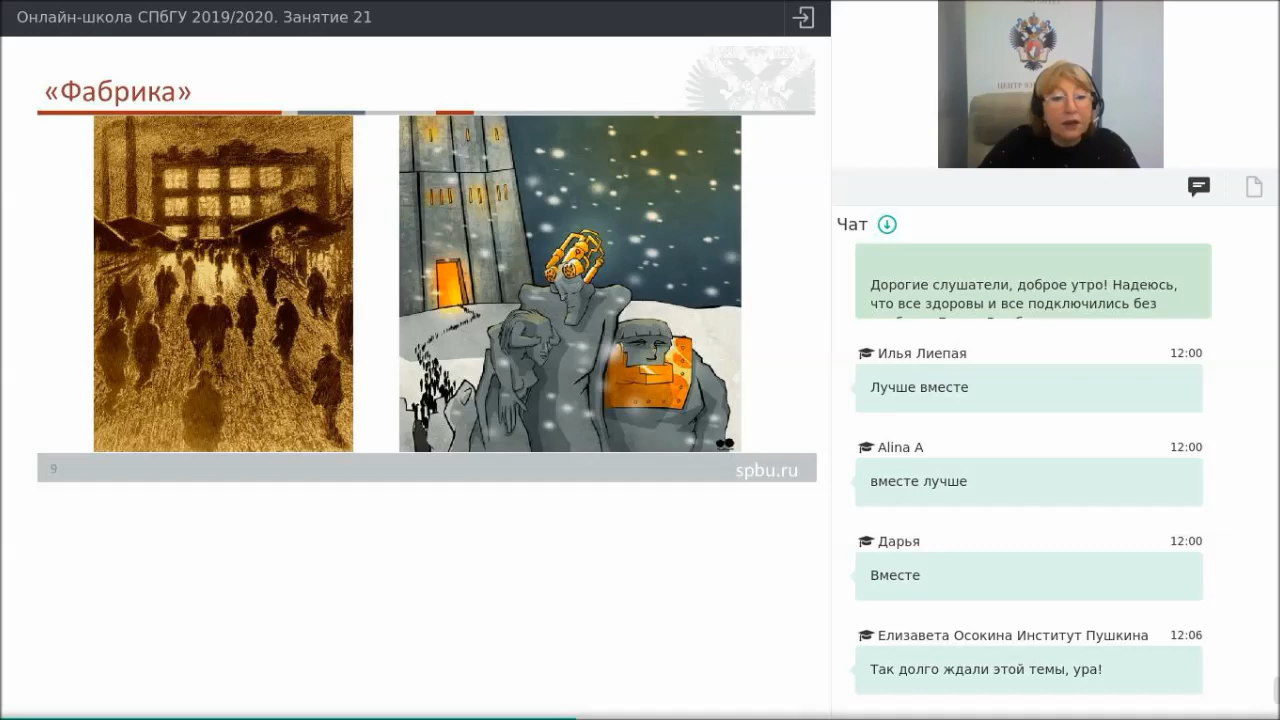 Онлайн-школа СПбГУ 2019/2020. Занятие 21
«Фабрика»
9
spbu.ru
Чат
Дорогие слушатели, доброе утро! Надеюсь,
что все здоровы и все подключились без
Илья Лиепая 12:00
Лучше вместе
Alina A 12:00
вместе лучше
Дарья 12:00
Вместе
Елизавета Осокина Институт Пушкина 12:06
Так долго ждали этой темы, ура!